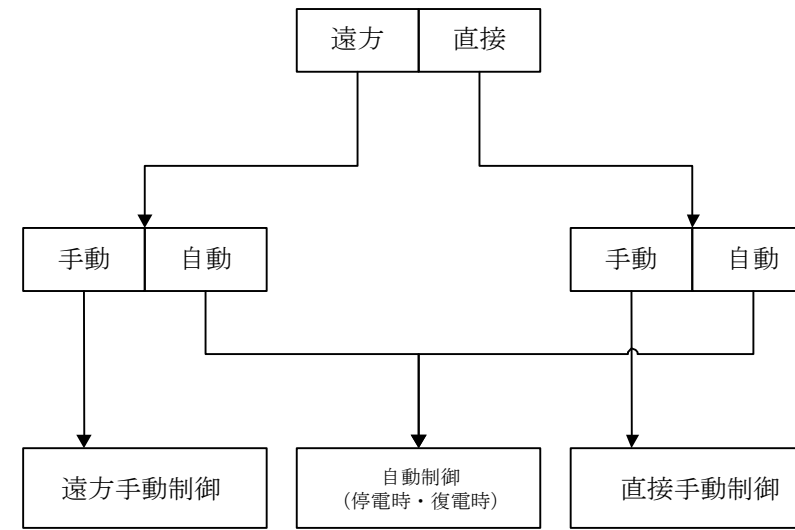 遠方 直接
手動 自動 手動 自動
遠方手動制御
自動制御
(停電時・復電時)
直接手動制御